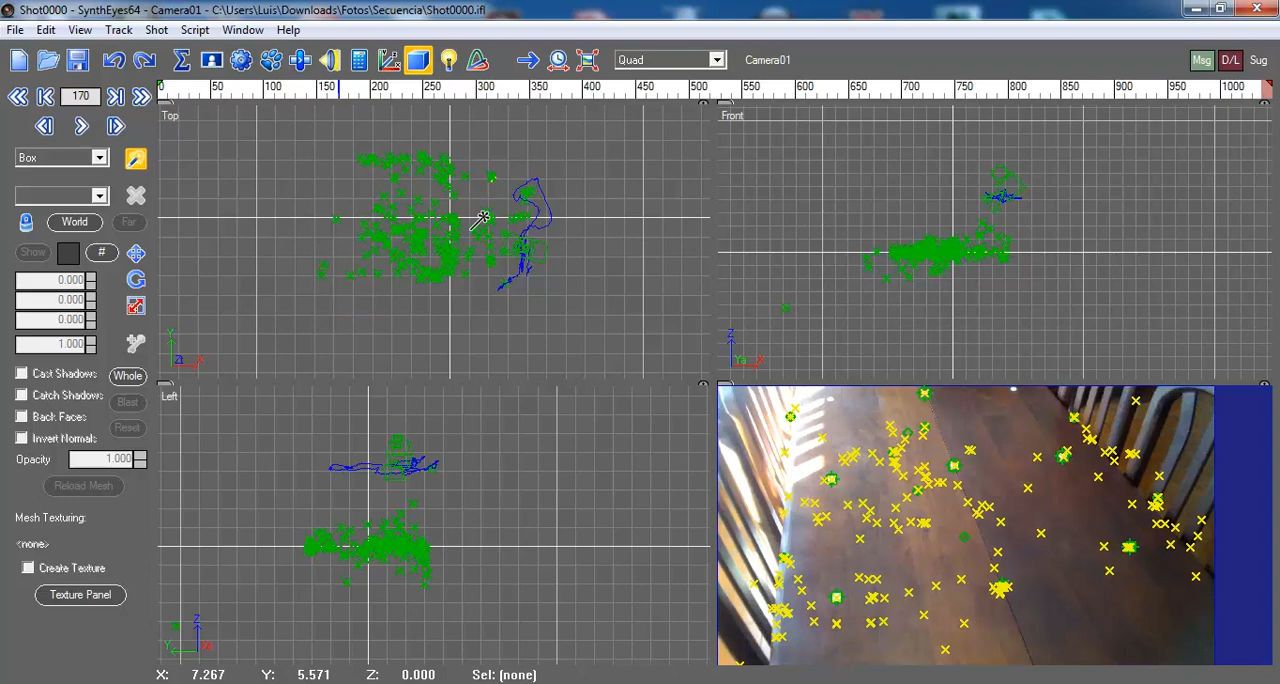 Shot0000 - SynthEyes64 - Camera01 - C:\Users\Luis\Downloads\Fotos\Secuencia\Shot0000.ifl
File Edit View Track Shot Script Window Help
Quad Camera01 Msg D/L Sug
170 0 50 100 150 200 250 300 350 400 450 500 550 600 650 700 750 800 850 900 950 1000
Top Front
Box
World Far
Show #
0.000
0.000
0.000
1.000
Y X Z X
Cast Shadows Whole
Catch Shadows Left
Blast
Back Faces
Reset
Invert Normals
Opacity 1.000
Reload Mesh
Mesh Texturing:
<none>
Create Texture
Texture Panel
Z
Y
X: 7.267 Y: 5.571 Z: 0.000 Sel: (none)